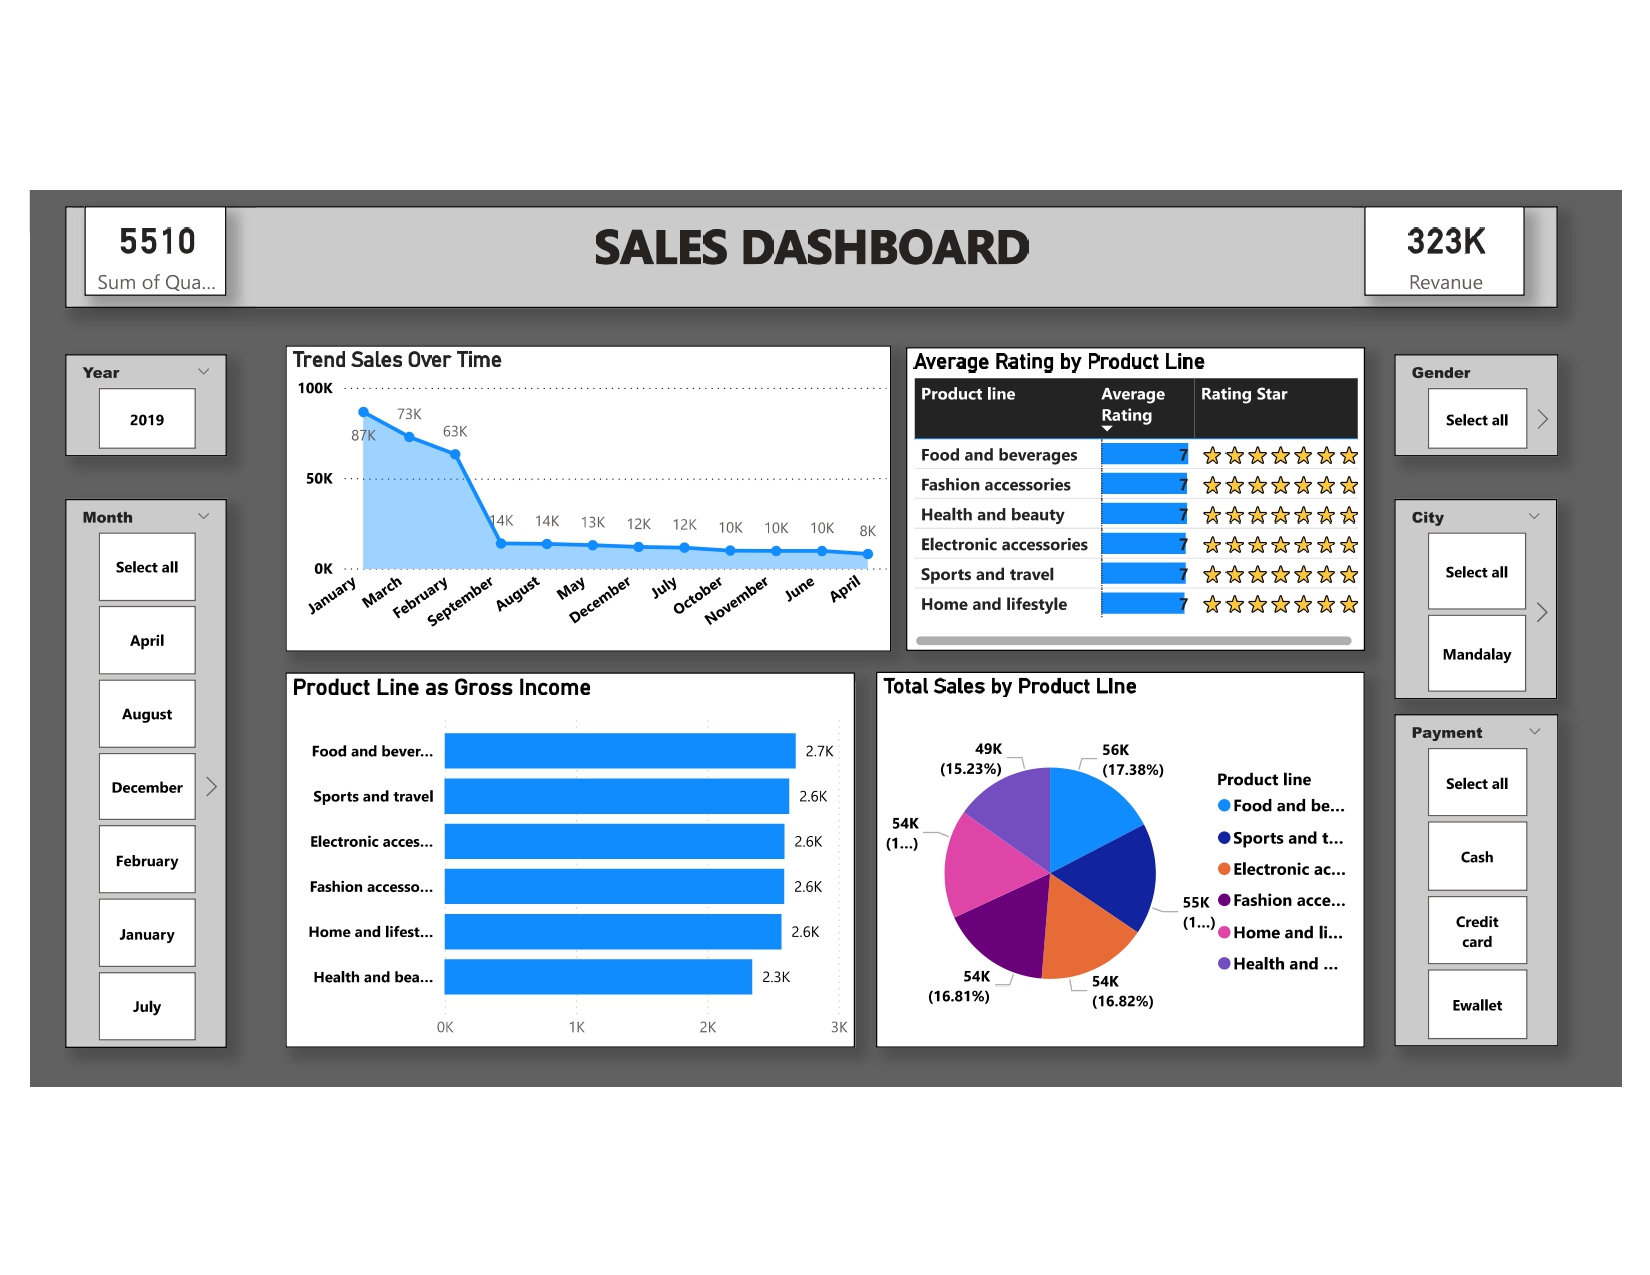 5510
Sum of Qua...
SALES DASHBOARD
323K
Revanue
Year
2019
Month
Select all
April
August
December
February
January
July
Trend Sales Over Time
100K
50K
0K
87K
73K
63K
14K
14K
13K
12K
12K
10K
10K
10K
8K
January
March
February
September
August
May
December
July
October
November
June
April
Average Rating by Product Line
Product line
Average
Rating
Rating Star
Food and beverages 7
Fashion accessories 7
Health and beauty 7
Electronic accessories 7
Sports and travel 7
Home and lifestyle 7
Gender
Select all
City
Select all
Mandalay
Payment
Select all
Cash
Credit
card
Ewallet
Product Line as Gross Income
Food and bever... 2.7K
Sports and travel 2.6K
Electronic acces... 2.6K
Fashion accesso... 2.6K
Home and lifest... 2.6K
Health and bea... 2.3K
0K 1K 2K 3K
Total Sales by Product LIne
49K
(15.23%)
56K
(17.38%)
54K
(1...)
55K
(1...)
54K
(16.81%)
54K
(16.82%)
Product line
Food and be...
Sports and t...
Electronic ac...
Fashion acce...
Home and li...
Health and ...